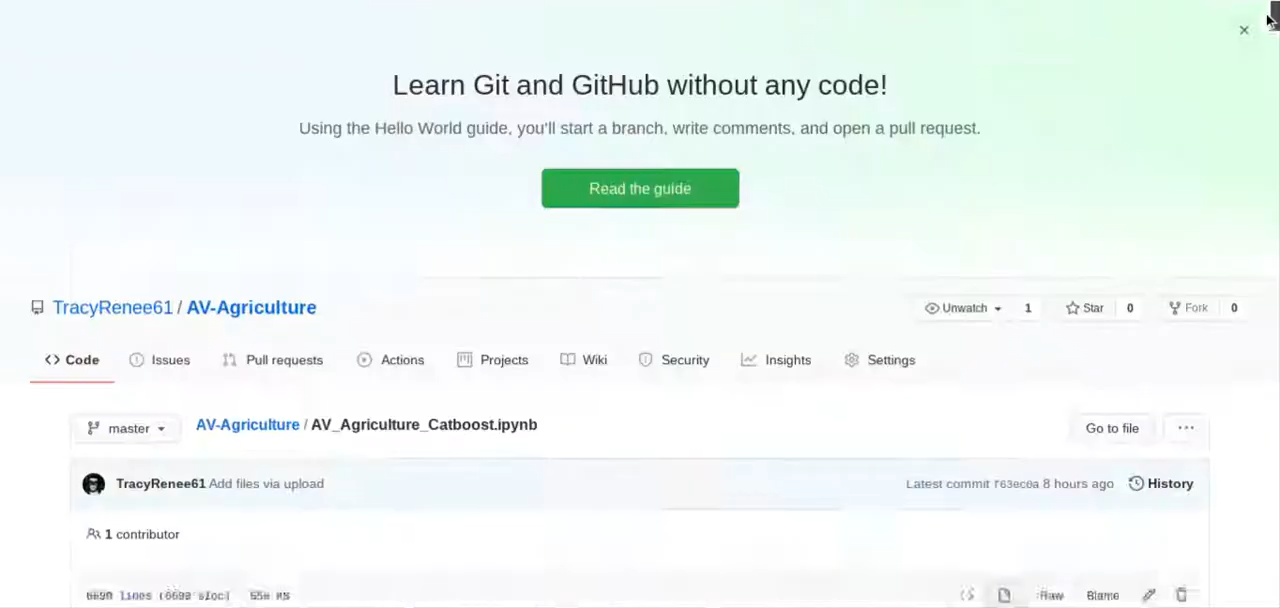 Learn Git and GitHub without any code!
Using the Hello World guide, you'll start a branch, write comments, and open a pull request.
Read the guide
TracyRenee61 / AV-Agriculture
Unwatch 1 Star 0 Fork 0
Code Issues Pull requests Actions Projects Wiki Security Insights Settings
master AV-Agriculture / AV_Agriculture_Catboost.ipynb Go to file ...
TracyRenee61 Add files via upload Latest commit f63ec0a 8 hours ago History
1 contributor
lines Raw Blame